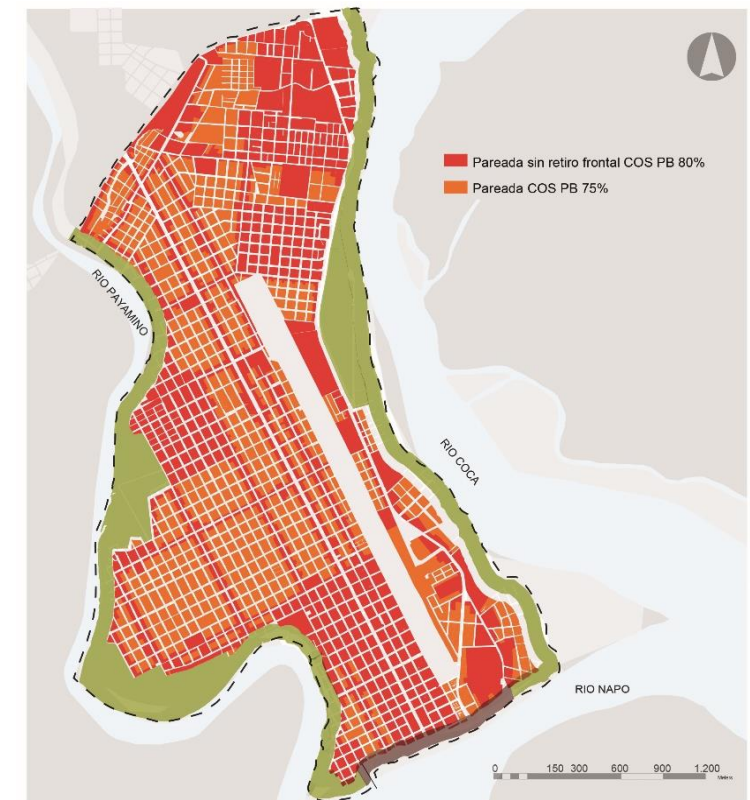 Pareada sin retiro frontal COS PB 80%
Pareada COS PB 75%
RIO PAYAMINO
RIO COCA
RIO NAPO
0 150 300 600 900 1.200